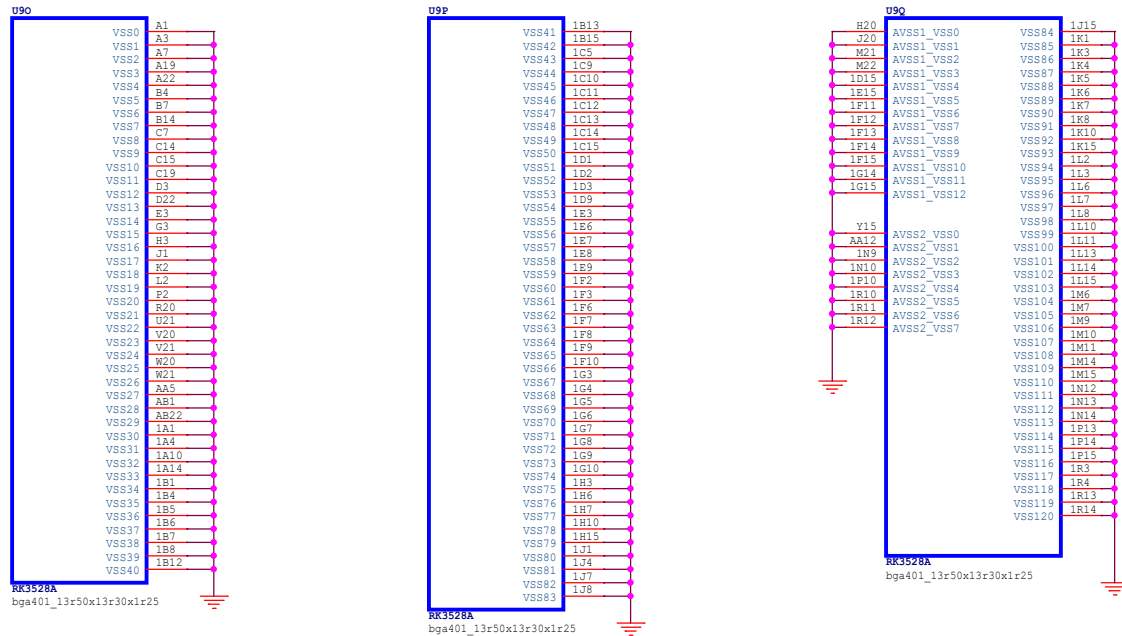 U9O
VSS0 A1
VSS1 A3
VSS2 A7
VSS3 A19
VSS4 A22
VSS5 B4
VSS6 B7
VSS7 B14
VSS8 C7
VSS9 C14
VSS10 C15
VSS11 C19
VSS12 D3
VSS13 D22
VSS14 E3
VSS15 G3
VSS16 H3
VSS17 J1
VSS18 K2
VSS19 L2
VSS20 P2
VSS21 R20
VSS22 U21
VSS23 V20
VSS24 V21
VSS25 W20
VSS26 W21
VSS27 AA5
VSS28 AB1
VSS29 AB22
VSS30 1A1
VSS31 1A4
VSS32 1A10
VSS33 1A14
VSS34 1B1
VSS35 1B4
VSS36 1B5
VSS37 1B6
VSS38 1B7
VSS39 1B8
VSS40 1B12
RK3528A
bga401_13r50x13r30x1r25
U9P
VSS41 1B13
VSS42 1B15
VSS43 1C5
VSS44 1C9
VSS45 1C10
VSS46 1C11
VSS47 1C12
VSS48 1C13
VSS49 1C14
VSS50 1C15
VSS51 1D1
VSS52 1D2
VSS53 1D3
VSS54 1D9
VSS55 1E3
VSS56 1E6
VSS57 1E7
VSS58 1E8
VSS59 1E9
VSS60 1F2
VSS61 1F3
VSS62 1F6
VSS63 1F7
VSS64 1F8
VSS65 1F9
VSS66 1F10
VSS67 1G3
VSS68 1G4
VSS69 1G5
VSS70 1G6
VSS71 1G7
VSS72 1G8
VSS73 1G9
VSS74 1G10
VSS75 1H3
VSS76 1H6
VSS77 1H7
VSS78 1H10
VSS79 1H15
VSS80 1J1
VSS81 1J4
VSS82 1J7
VSS83 1J8
RK3528A
bga401_13r50x13r30x1r25
U9Q
H20 AVSS1_VSS0 VSS84 1J15
J20 AVSS1_VSS1 VSS85 1K1
M21 AVSS1_VSS2 VSS86 1K3
M22 AVSS1_VSS3 VSS87 1K4
1D15 AVSS1_VSS4 VSS88 1K5
1E15 AVSS1_VSS5 VSS89 1K6
1F11 AVSS1_VSS6 VSS90 1K7
1F12 AVSS1_VSS7 VSS91 1K8
1F13 AVSS1_VSS8 VSS92 1K10
1F14 AVSS1_VSS9 VSS93 1K15
1F15 AVSS1_VSS10 VSS94 1L2
1G14 AVSS1_VSS11 VSS95 1L3
1G15 AVSS1_VSS12 VSS96 1L6
VSS97 1L7
VSS98 1L8
Y15 AVSS2_VSS0 VSS99 1L10
AA12 AVSS2_VSS1 VSS100 1L11
1N9 AVSS2_VSS2 VSS101 1L13
1N10 AVSS2_VSS3 VSS102 1L14
1P10 AVSS2_VSS4 VSS103 1L15
1R10 AVSS2_VSS5 VSS104 1M6
1R11 AVSS2_VSS6 VSS105 1M7
1R12 AVSS2_VSS7 VSS106 1M9
VSS107 1M10
VSS108 1M11
VSS109 1M14
VSS110 1M15
VSS111 1N12
VSS112 1N13
VSS113 1N14
VSS114 1P13
VSS115 1P14
VSS116 1P15
VSS117 1R3
VSS118 1R4
VSS119 1R13
VSS120 1R14
RK3528A
bga401_13r50x13r30x1r25